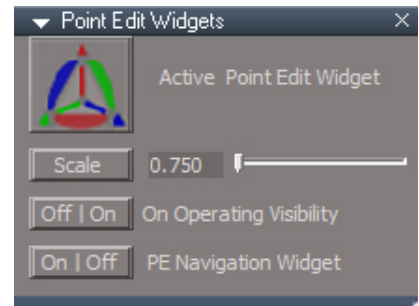 Point Edit Widgets
Active Point Edit Widget
Scale 0.750
Off | On On Operating Visibility
On | Off PE Navigation Widget